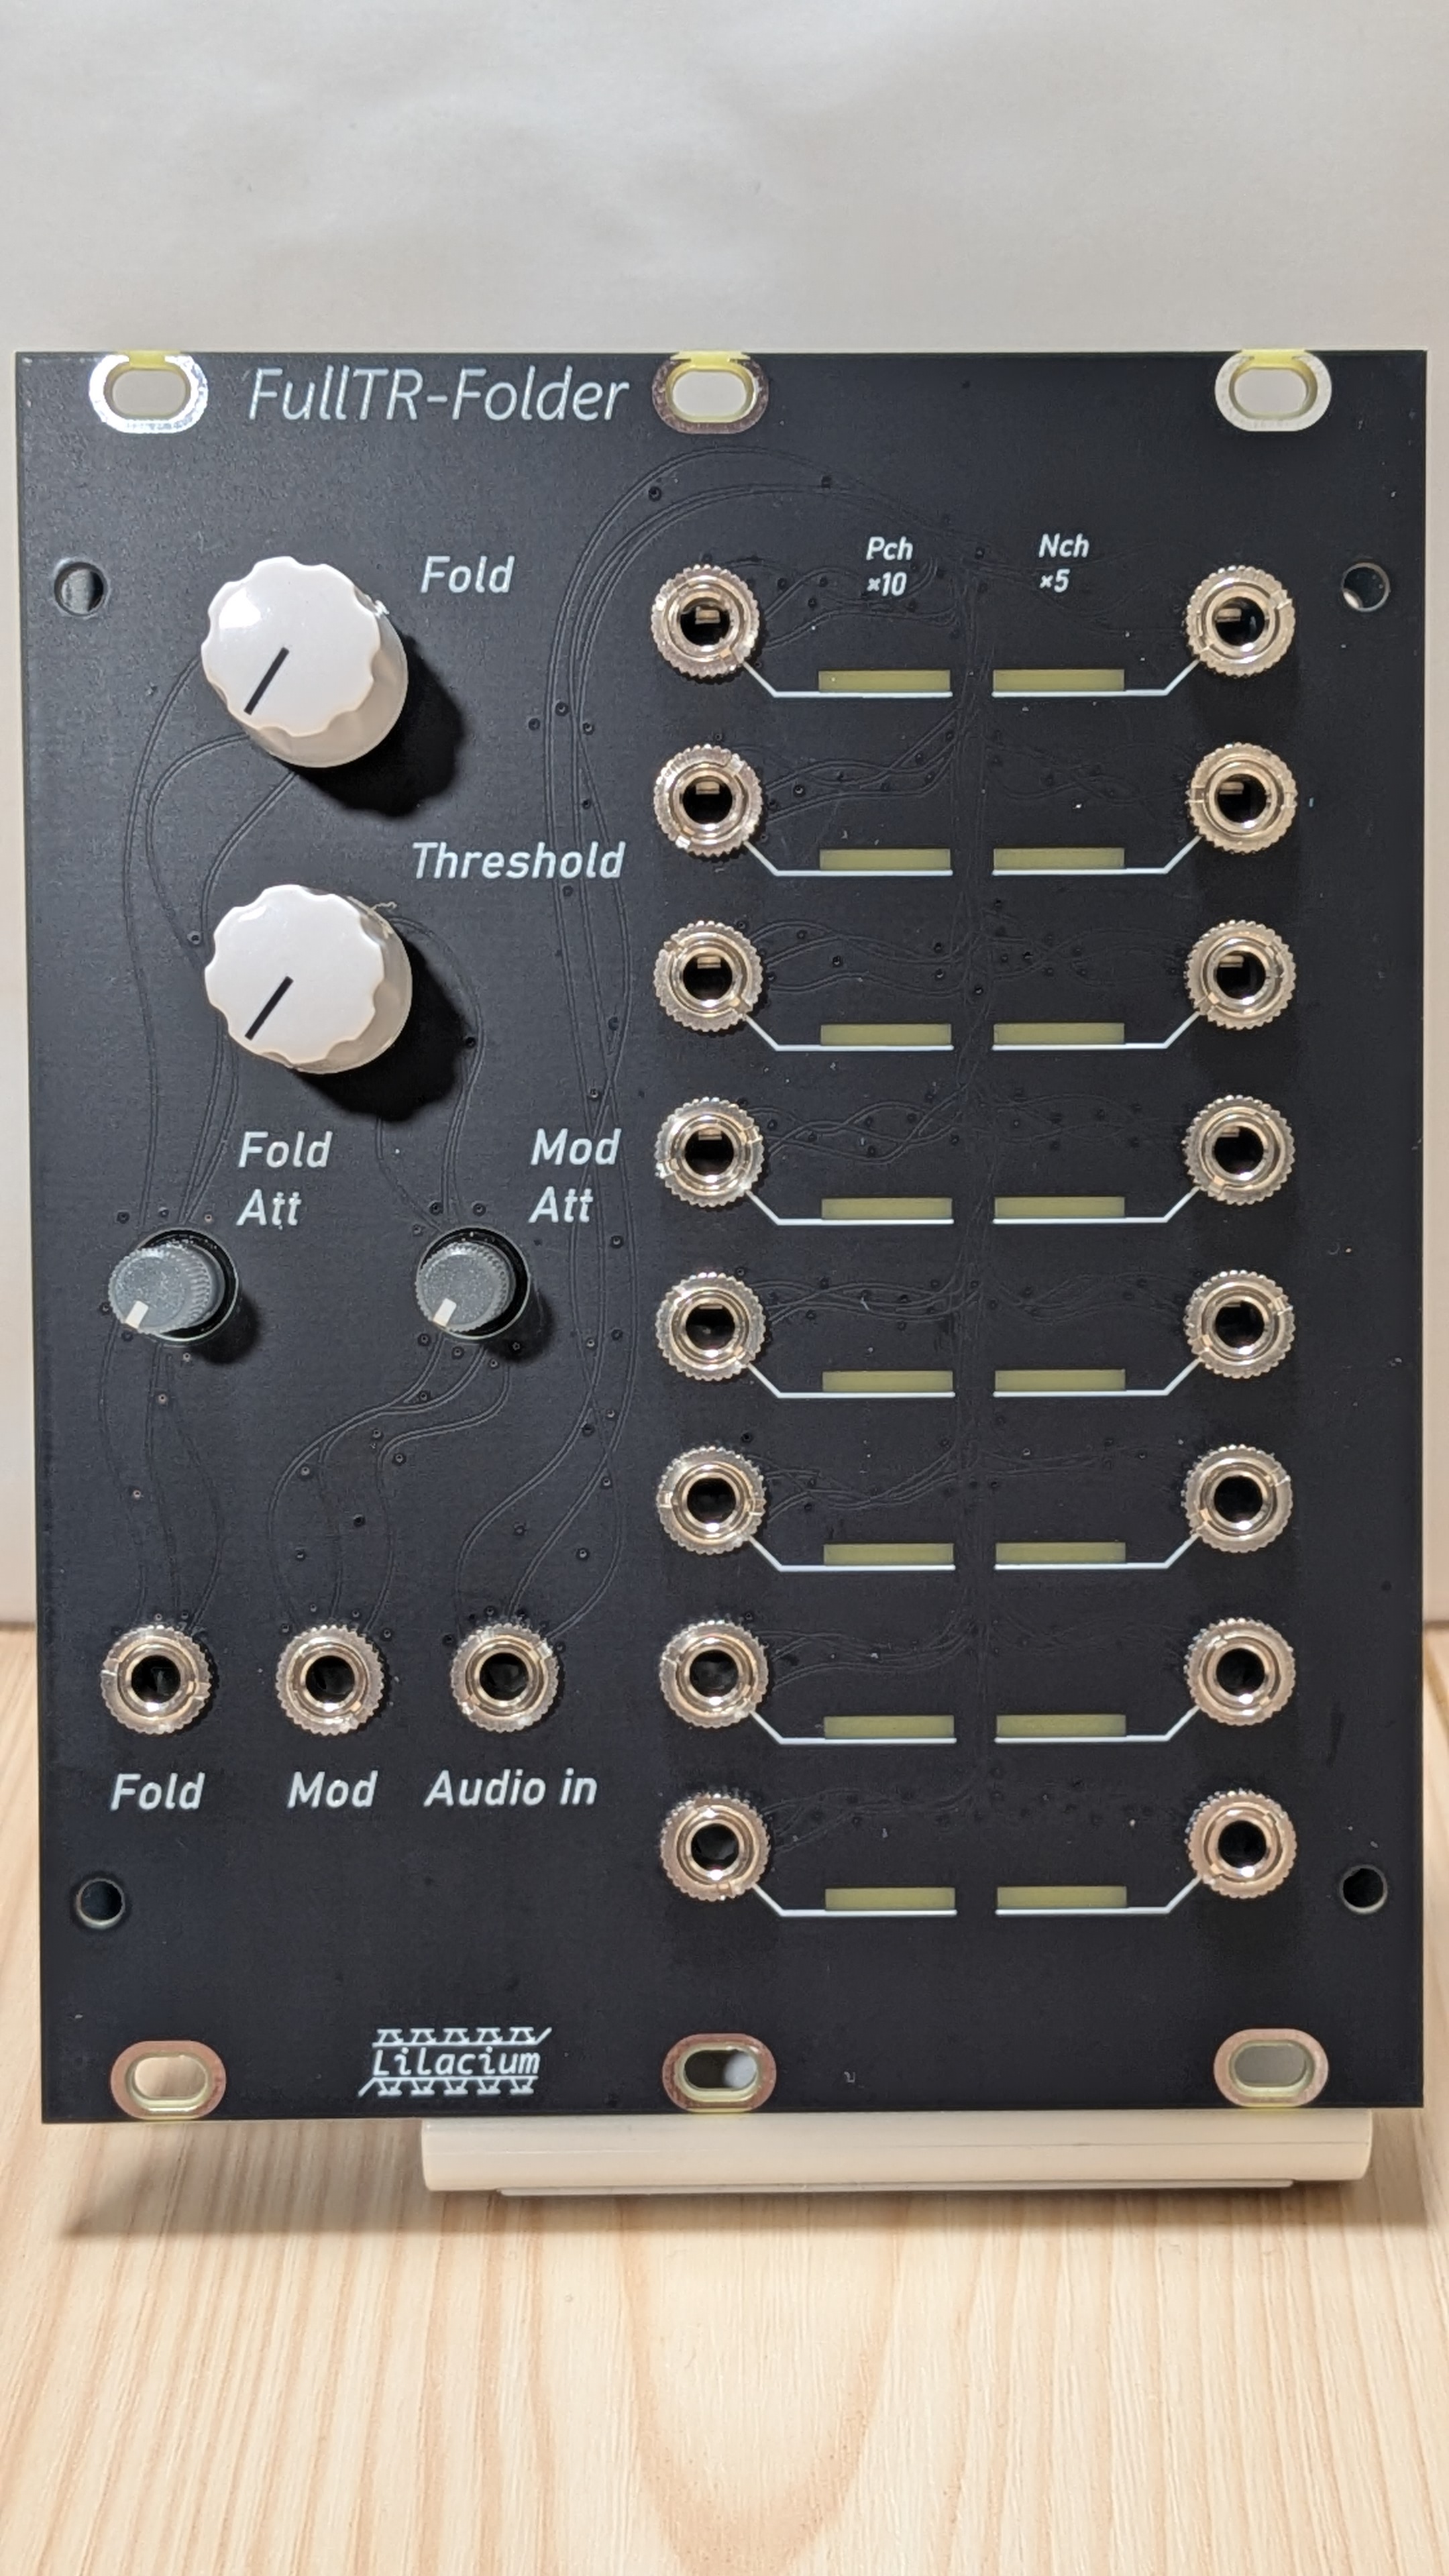 FullTR-Folder
Fold
Pch
×10
Nch
×5
Threshold
Fold
Att
Mod
Att
Fold
Mod
Audio in
Lilacium